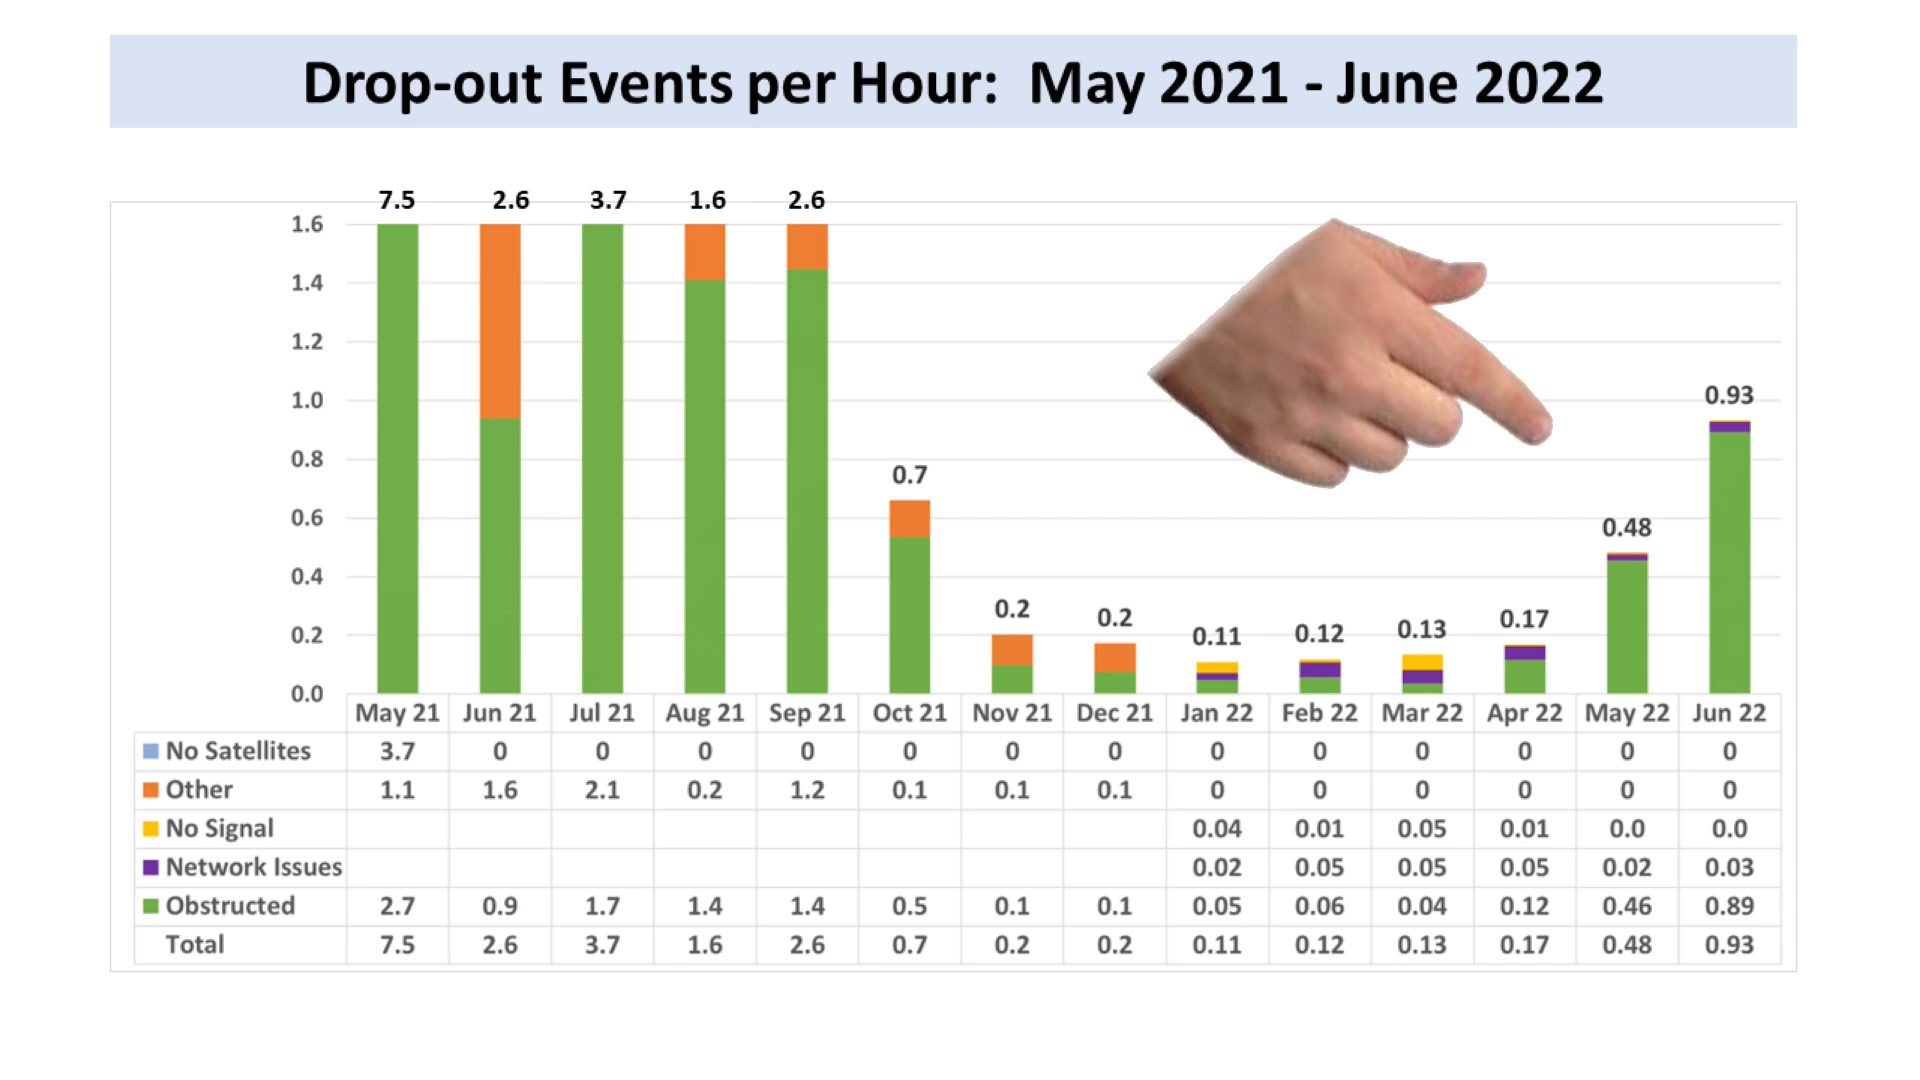 Drop-out Events per Hour: May 2021 - June 2022
7.5 2.6 3.7 1.6 2.6
1.6
1.4
1.2
1.0
0.8
0.6
0.4
0.2
0.0
0.7
0.2
0.2
0.11
0.12
0.13
0.17
0.48
0.93
May 21 Jun 21 Jul 21 Aug 21 Sep 21 Oct 21 Nov 21 Dec 21 Jan 22 Feb 22 Mar 22 Apr 22 May 22 Jun 22
No Satellites 3.7 0 0 0 0 0 0 0 0 0 0 0 0 0
Other 1.1 1.6 2.1 0.2 1.2 0.1 0.1 0.1 0 0 0 0 0 0
No Signal 0.04 0.01 0.05 0.01 0.0 0.0
Network Issues 0.02 0.05 0.05 0.05 0.02 0.03
Obstructed 2.7 0.9 1.7 1.4 1.4 0.5 0.1 0.1 0.05 0.06 0.04 0.12 0.46 0.89
Total 7.5 2.6 3.7 1.6 2.6 0.7 0.2 0.2 0.11 0.12 0.13 0.17 0.48 0.93